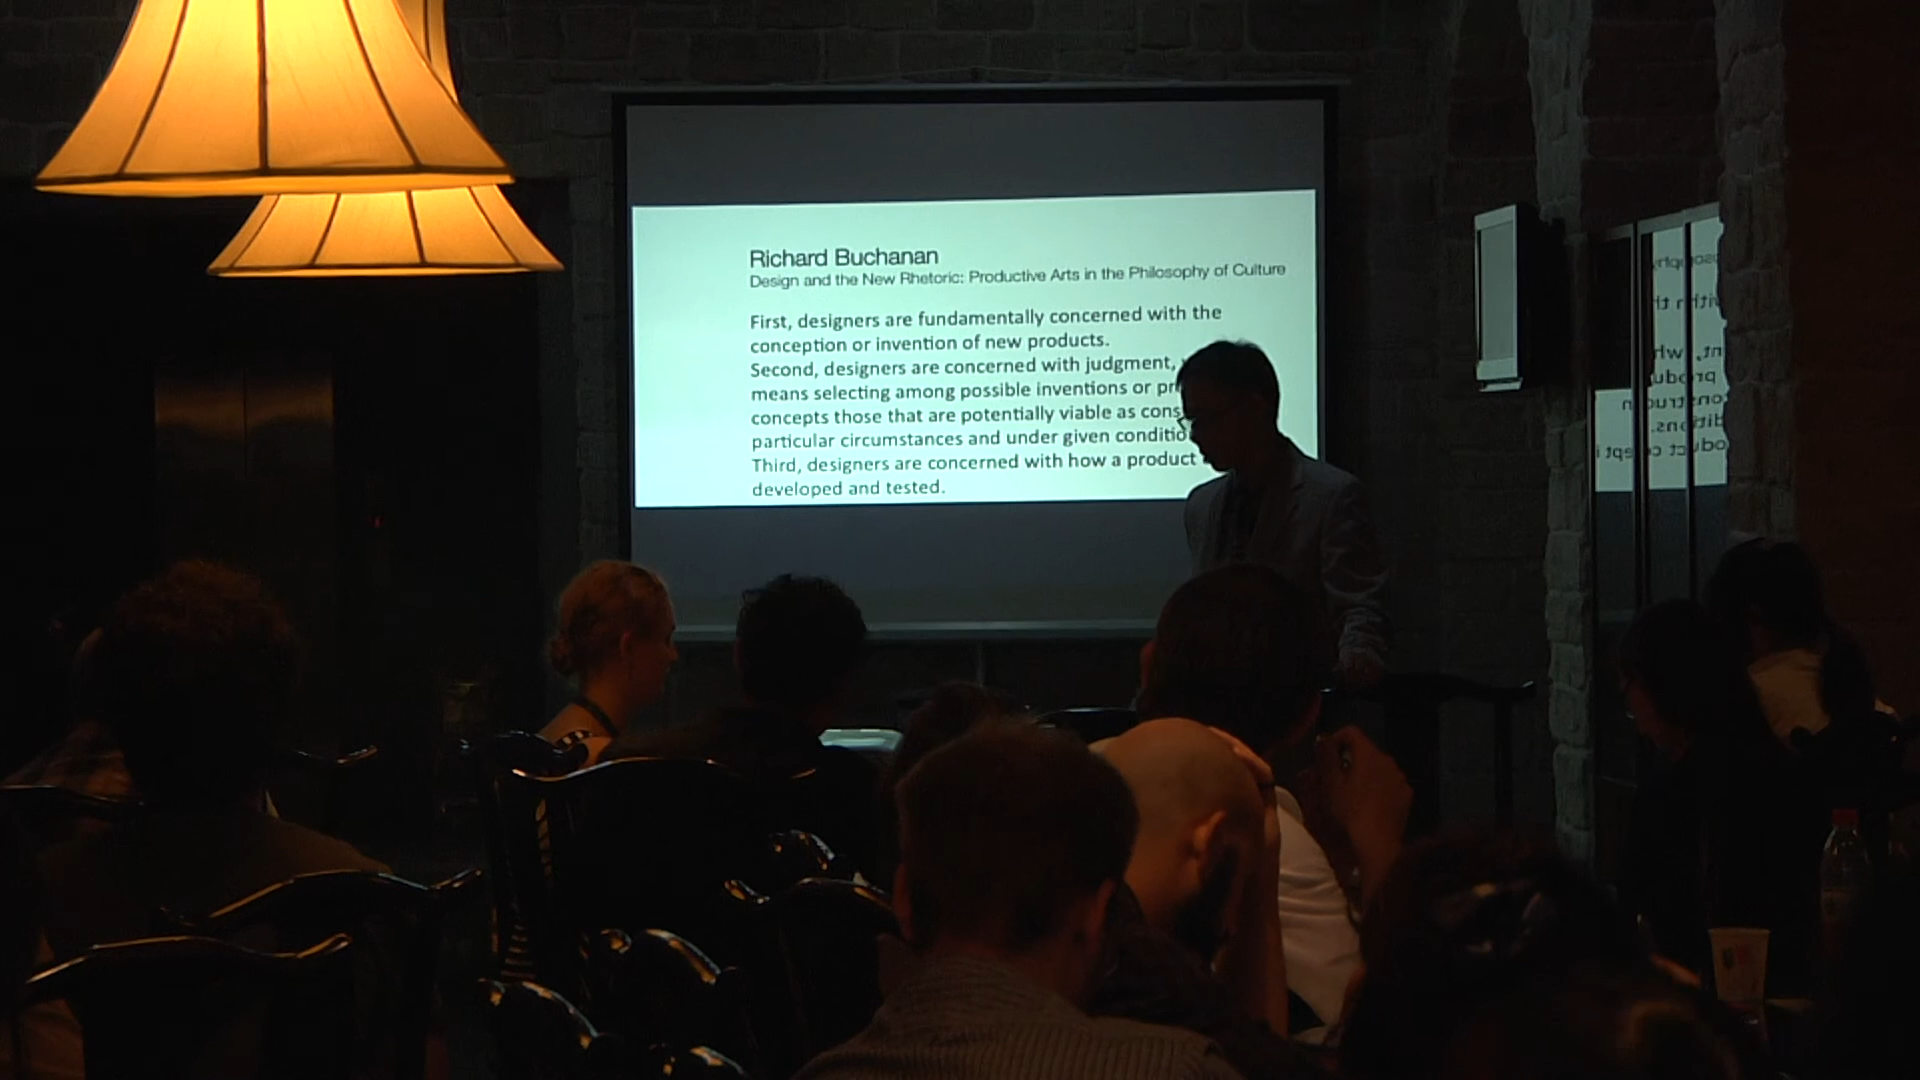 Richard Buchanan
Design and the New Rhetoric: Productive Arts in the Philosophy of Culture
First, designers are fundamentally concerned with the
conception or invention of new products.
Second, designers are concerned with judgment,
means selecting among possible inventions or
concepts those that are potentially viable as
particular circumstances and under given
Third, designers are concerned with how a product
developed and tested.